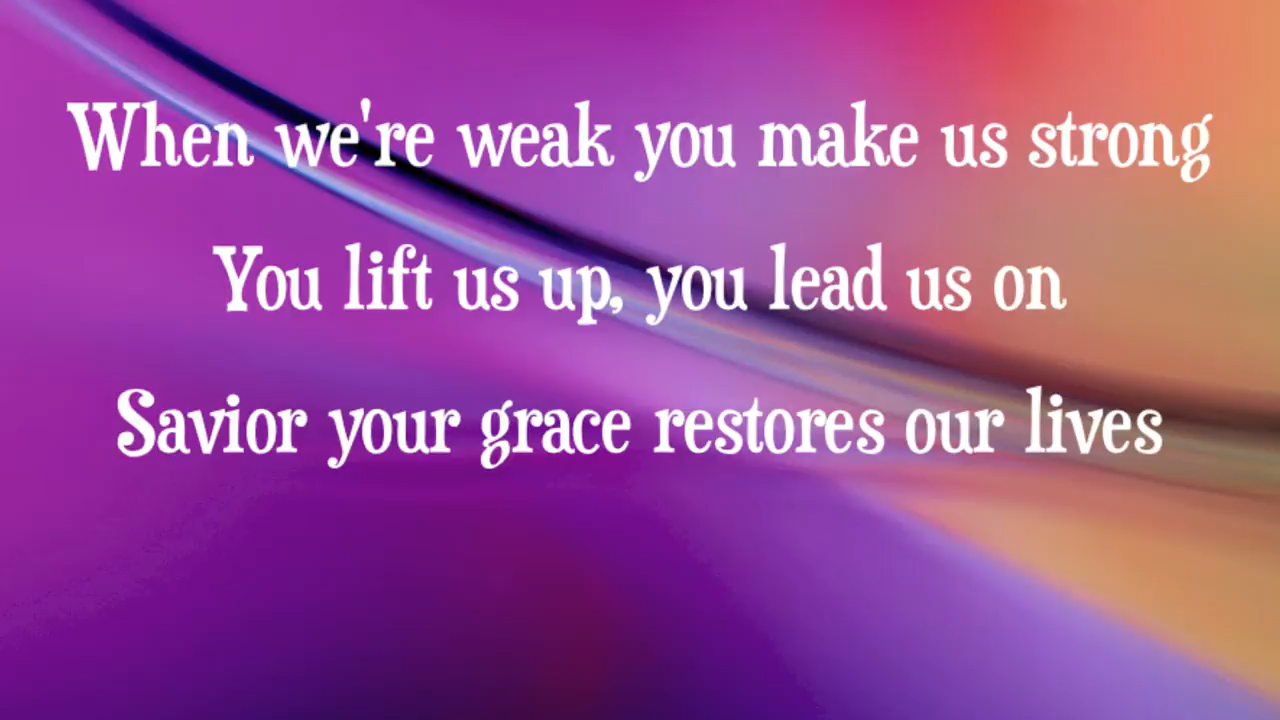 When we're weak you make us strong
You lift us up, you lead us on
Savior your grace restores our lives